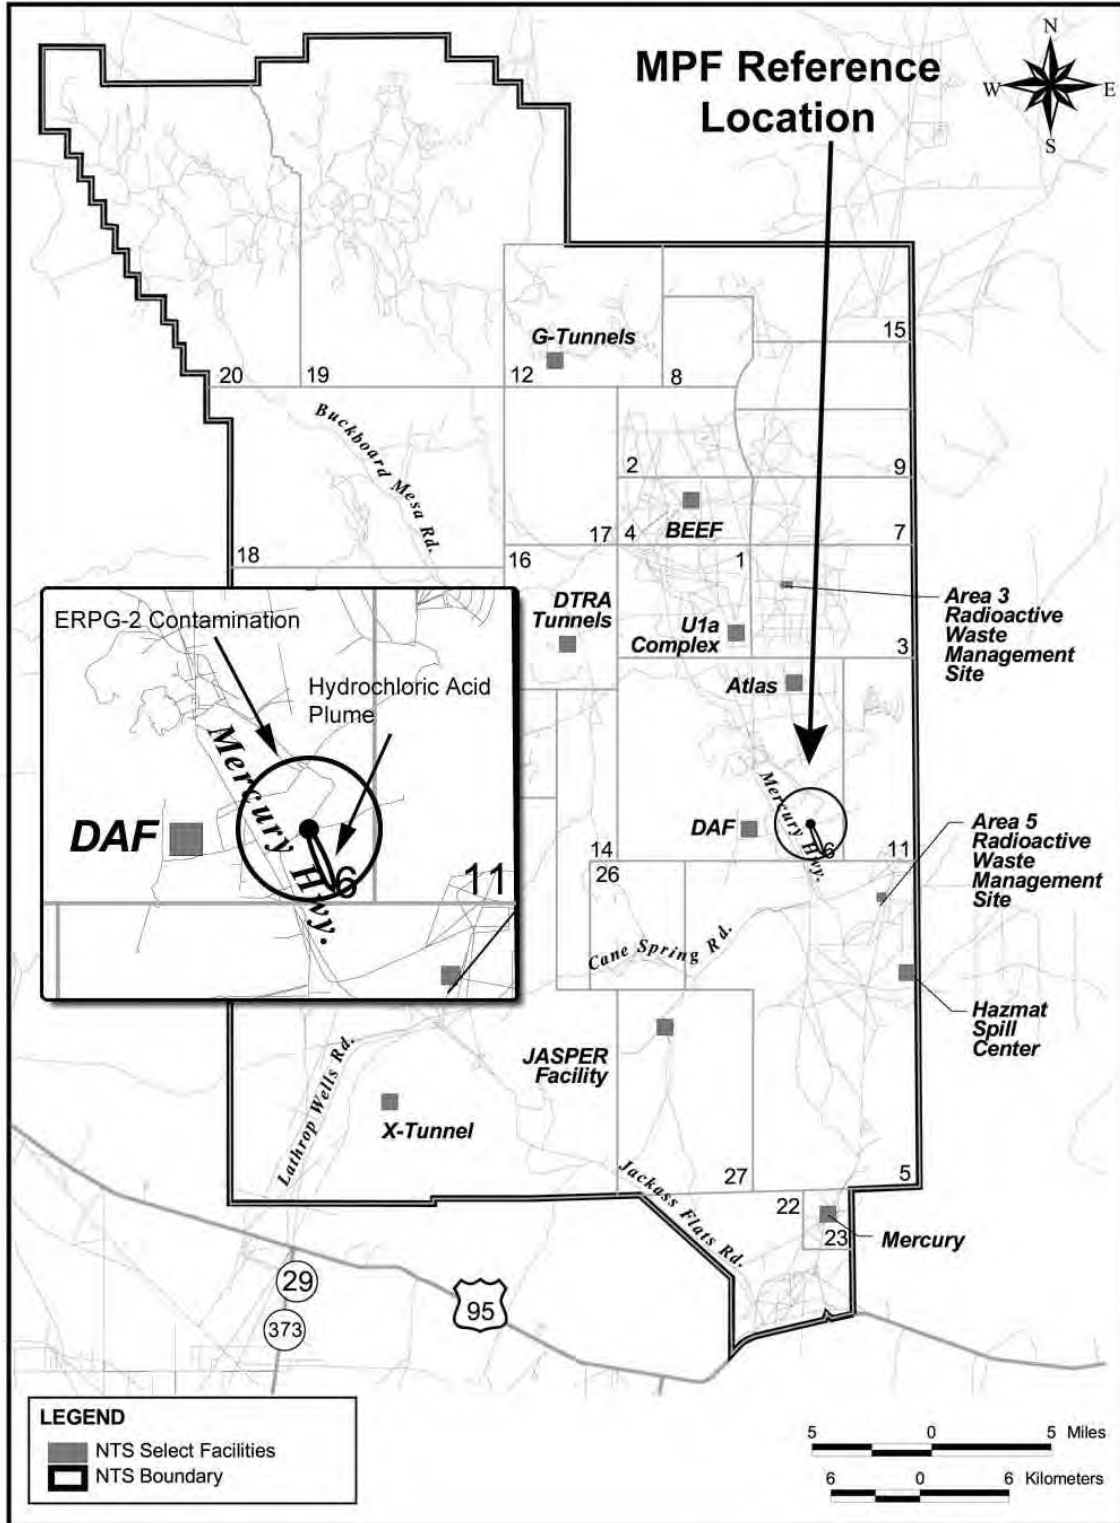 MPF Reference
Location
N
W
E
S
G-Tunnels
15
20
19
12
8
Buckboard Mesa Rd.
2
9
BEEF
4
17
7
18
16
1
DTRA
Tunnels
U1a
Complex
3
Area 3
Radioactive
Waste
Management
Site
Atlas
ERPG-2 Contamination
Hydrochloric Acid
Plume
Mercury Hwy.
DAF
6
11
Mercury Hwy.
DAF
6
14
11
26
Area 5
Radioactive
Waste
Management
Site
Cane Spring Rd.
Hazmat
Spill
Center
JASPER
Facility
Lathrop Wells Rd.
X-Tunnel
Jackass Flats Rd.
27
5
22
23
Mercury
29
95
373
LEGEND
NTS Select Facilities
NTS Boundary
5 0 5 Miles
6 0 6 Kilometers